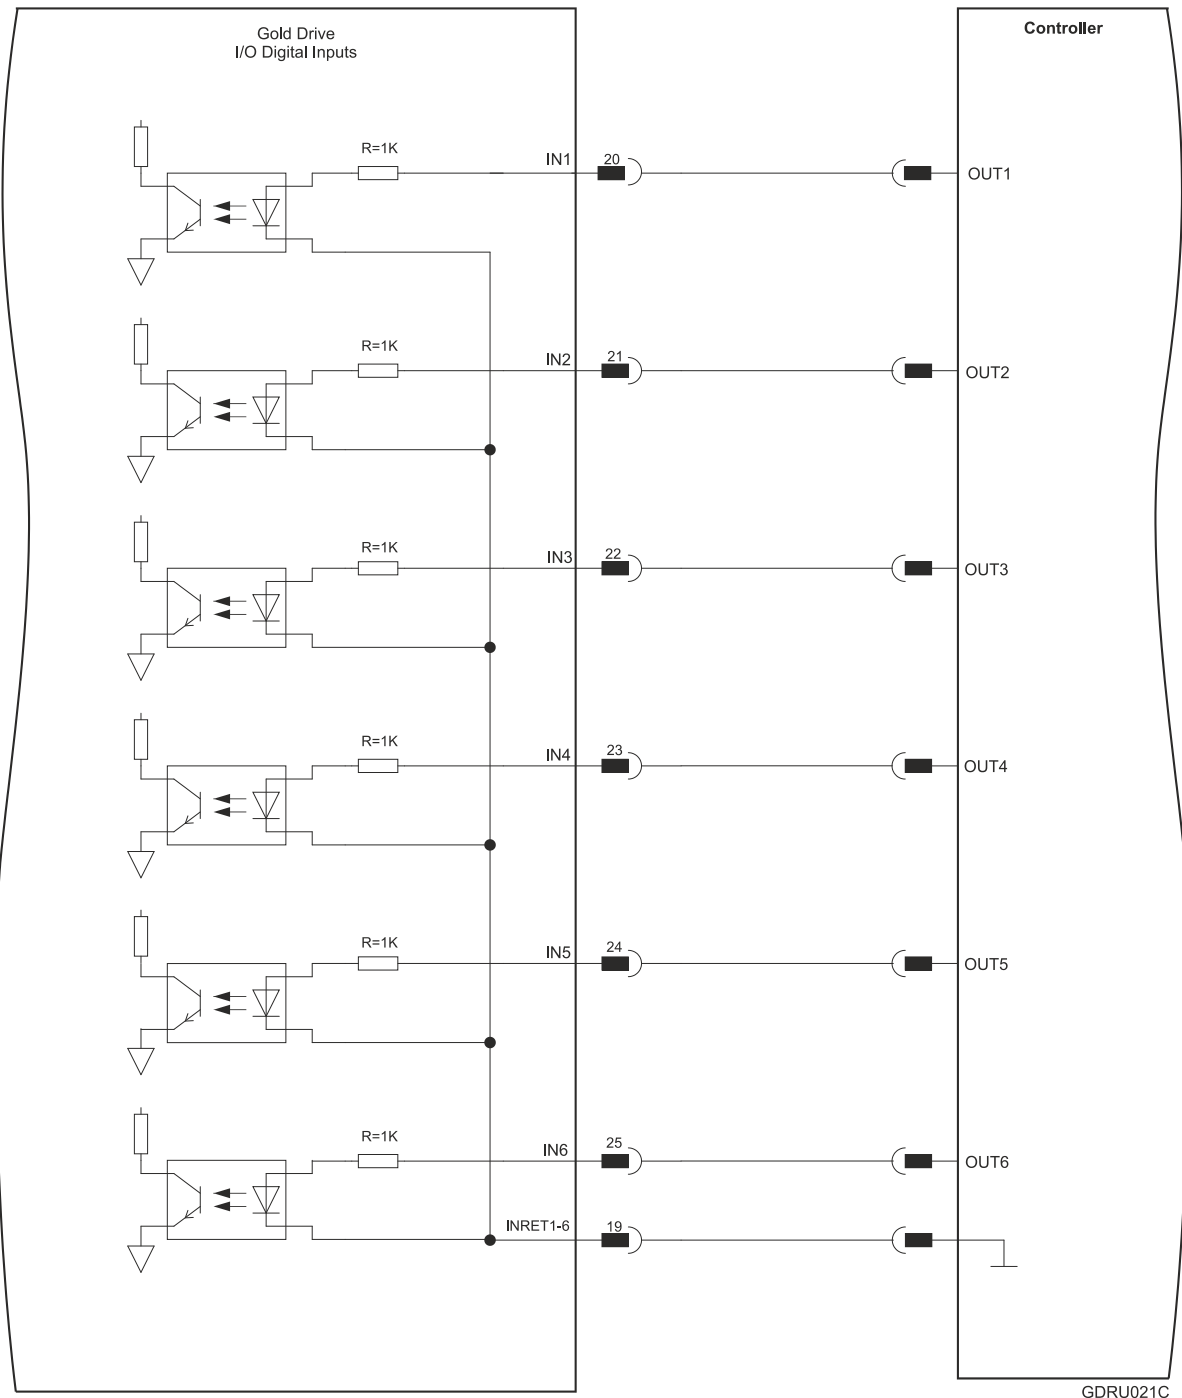 Gold Drive
I/O Digital Inputs
Controller
R=1K
IN1
20
OUT1
R=1K
IN2
21
OUT2
R=1K
IN3
22
OUT3
R=1K
IN4
23
OUT4
R=1K
IN5
24
OUT5
R=1K
IN6
25
OUT6
INRET1-6
19
GDRU021C